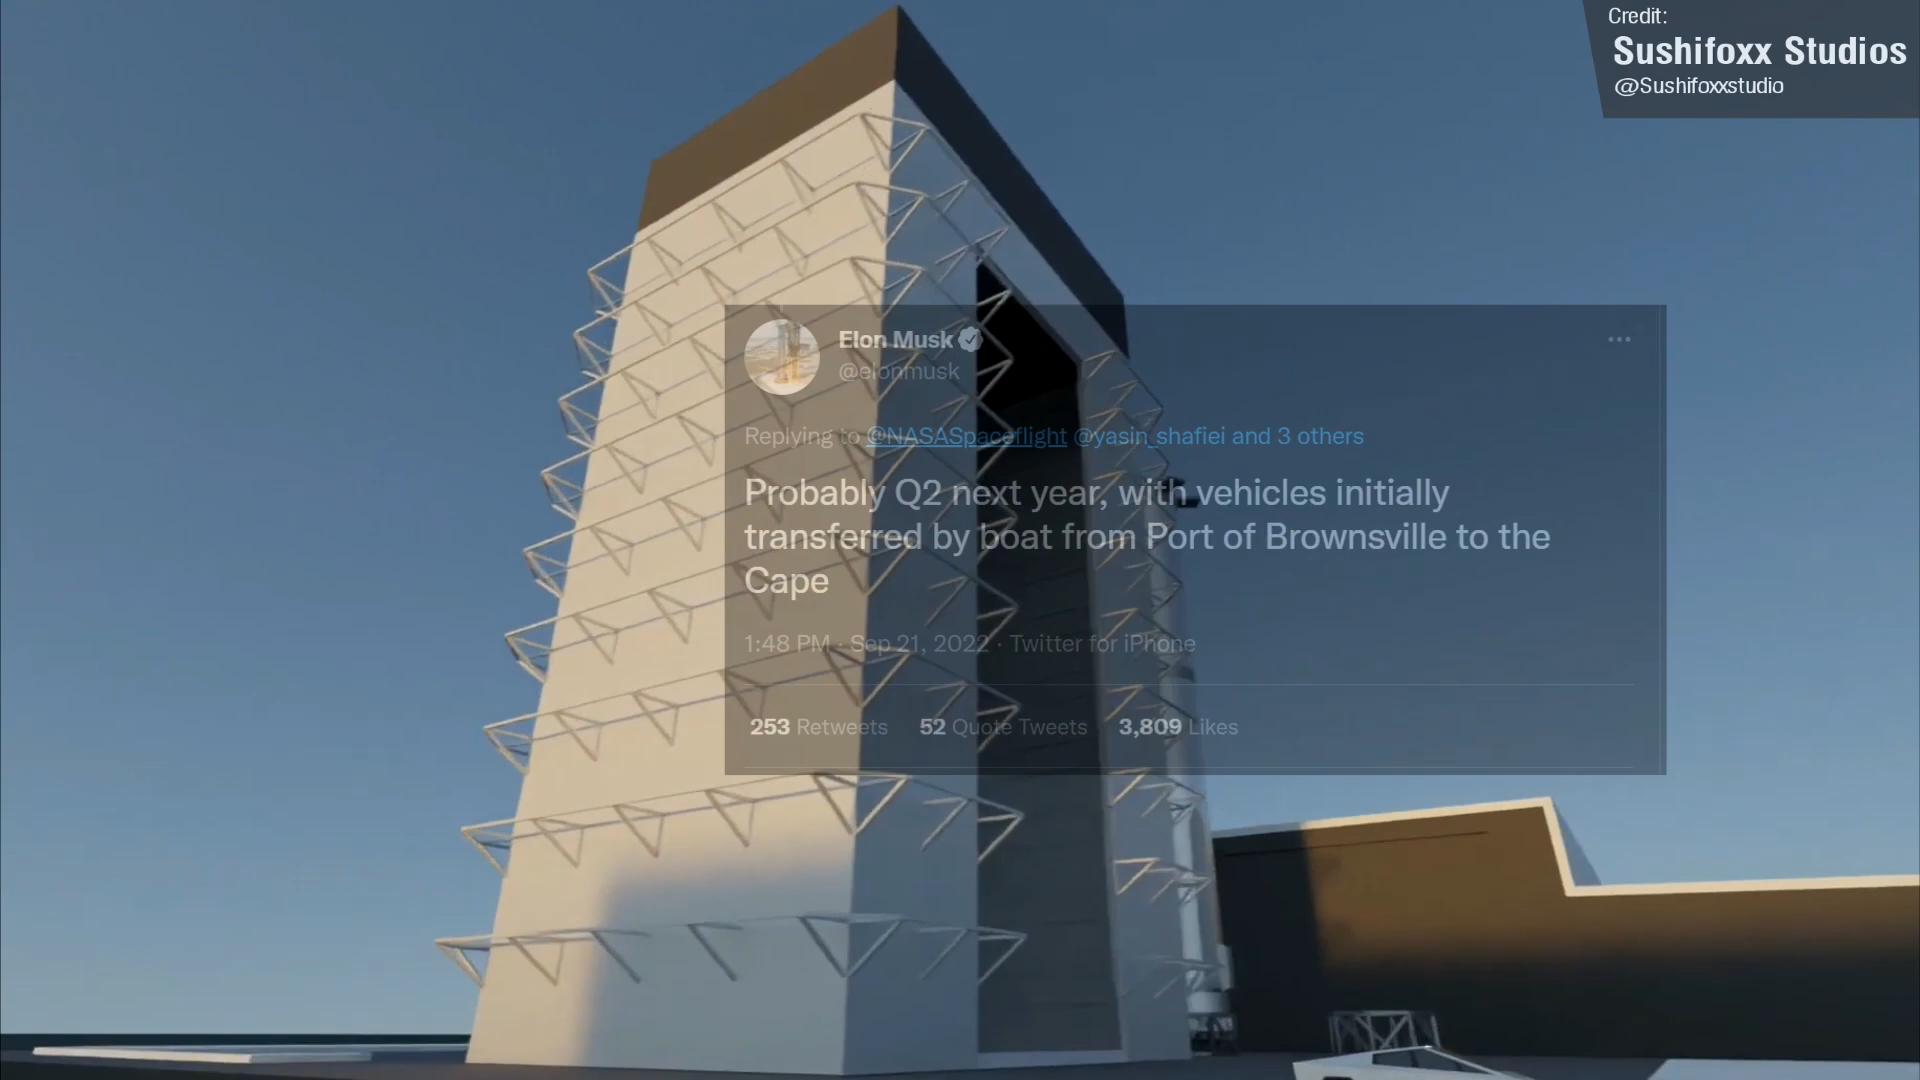 Credit:
Sushifoxx Studios
@Sushifoxxstudio
Elon Musk
@elonmusk
Replying to @NASASpaceflight @yasin_shafiei and 3 others
Probably Q2 next year, with vehicles initially
transferred by boat from Port of Brownsville to the
Cape
1:48 PM · Sep 21, 2022 · Twitter for iPhone
253 Retweets 52 Quote Tweets 3,809 Likes